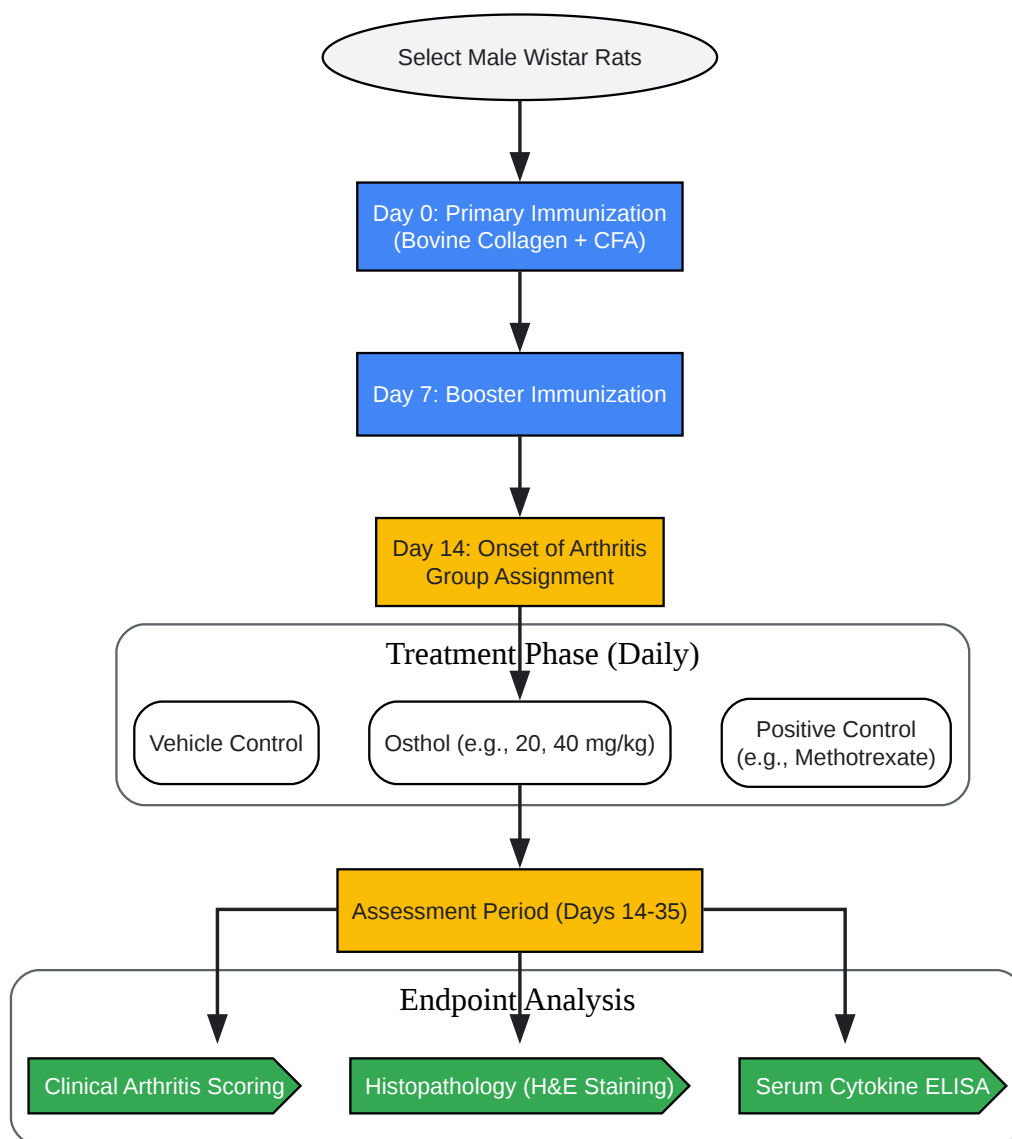 Select Male Wistar Rats
Day 0: Primary Immunization
(Bovine Collagen + CFA)
Day 7: Booster Immunization
Day 14: Onset of Arthritis
Group Assignment
Treatment Phase (Daily)
Vehicle Control
Osthol (e.g., 20, 40 mg/kg)
Positive Control
(e.g., Methotrexate)
Assessment Period (Days 14-35)
Endpoint Analysis
Clinical Arthritis Scoring
Histopathology (H&E Staining)
Serum Cytokine ELISA